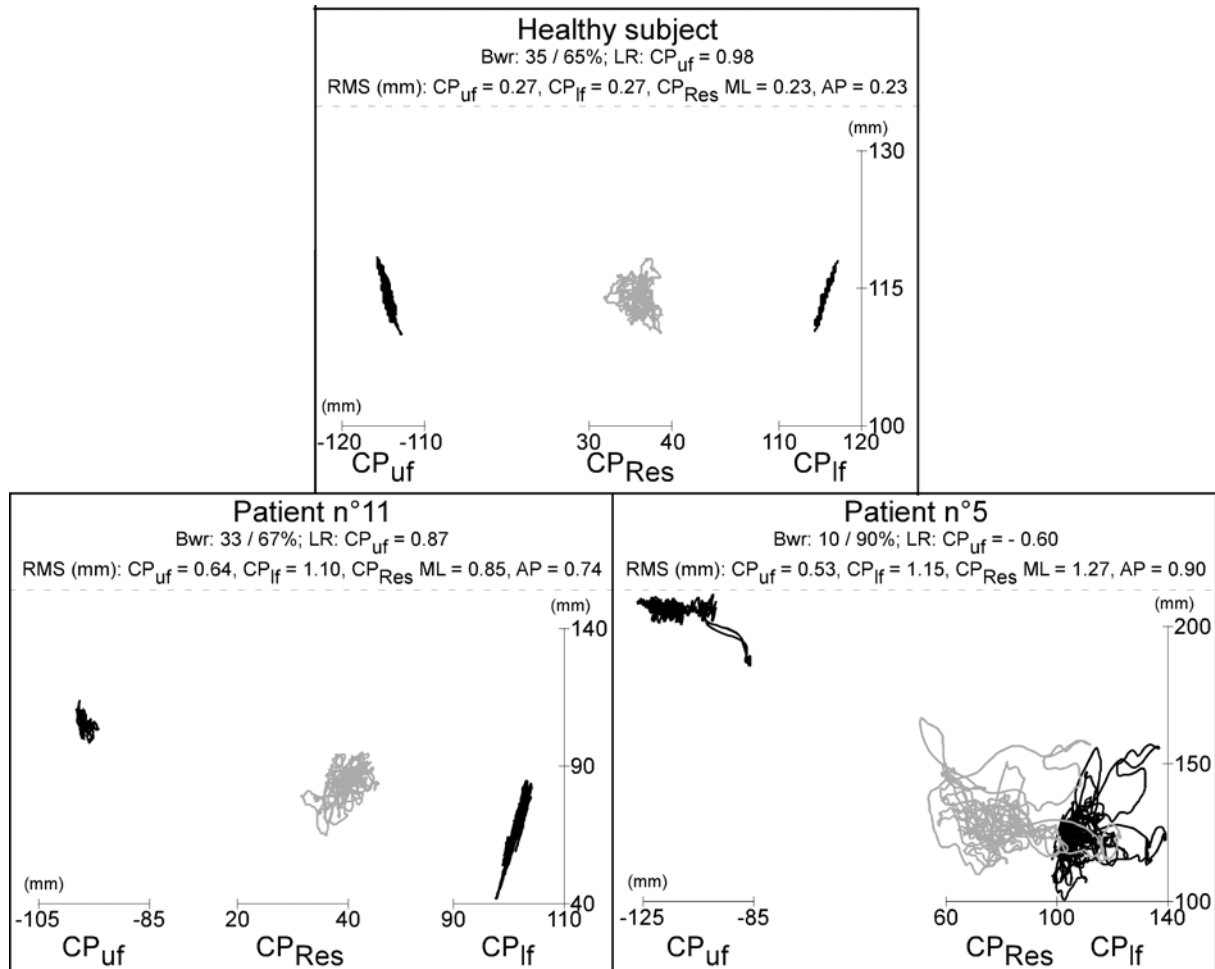 Healthy subject
Bwr: 35 / 65%; LR: CPuf = 0.98
RMS (mm): CPuf = 0.27, CPlf = 0.27, CPRes ML = 0.23, AP = 0.23
(mm)
130
115
100
(mm)
-120 -110 30 40 110 120
CPuf CPRes CPlf
Patient n°11
Bwr: 33 / 67%; LR: CPuf = 0.87
RMS (mm): CPuf = 0.64, CPlf = 1.10, CPRes ML = 0.85, AP = 0.74
(mm)
140
90
40
(mm)
-105 -85 20 40 90 110
CPuf CPRes CPlf
Patient n°5
Bwr: 10 / 90%; LR: CPuf = - 0.60
RMS (mm): CPuf = 0.53, CPlf = 1.15, CPRes ML = 1.27, AP = 0.90
(mm)
200
150
100
(mm)
-125 -85 60 100 140
CPuf CPRes CPlf